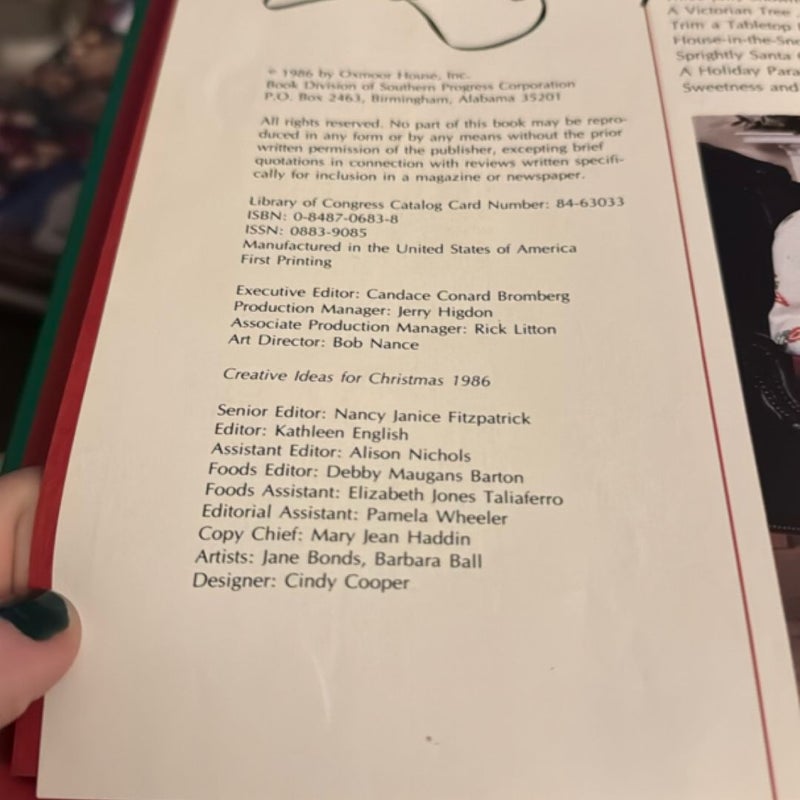 © 1986 by Oxmoor House, Inc.
Book Division of Southern Progress Corporation
P.O. Box 2463, Birmingham, Alabama 35201
All rights reserved. No part of this book may be repro-
duced in any form or by any means without the prior
written permission of the publisher, excepting brief
quotations in connection with reviews written specifi-
cally for inclusion in a magazine or newspaper.
Library of Congress Catalog Card Number: 84-63033
ISBN: 0-8487-0683-8
ISSN: 0883-9085
Manufactured in the United States of America
First Printing
Executive Editor: Candace Conard Bromberg
Production Manager: Jerry Higdon
Associate Production Manager: Rick Litton
Art Director: Bob Nance
Creative Ideas for Christmas 1986
Senior Editor: Nancy Janice Fitzpatrick
Editor: Kathleen English
Assistant Editor: Alison Nichols
Foods Editor: Debby Maugans Barton
Foods Assistant: Elizabeth Jones Taliaferro
Editorial Assistant: Pamela Wheeler
Copy Chief: Mary Jean Haddin
Artists: Jane Bonds, Barbara Ball
Designer: Cindy Cooper
A Victorian Tree
Trim a Tabletop
House-in-the-Sno
Sprightly Santa
A Holiday Para
Sweetness and